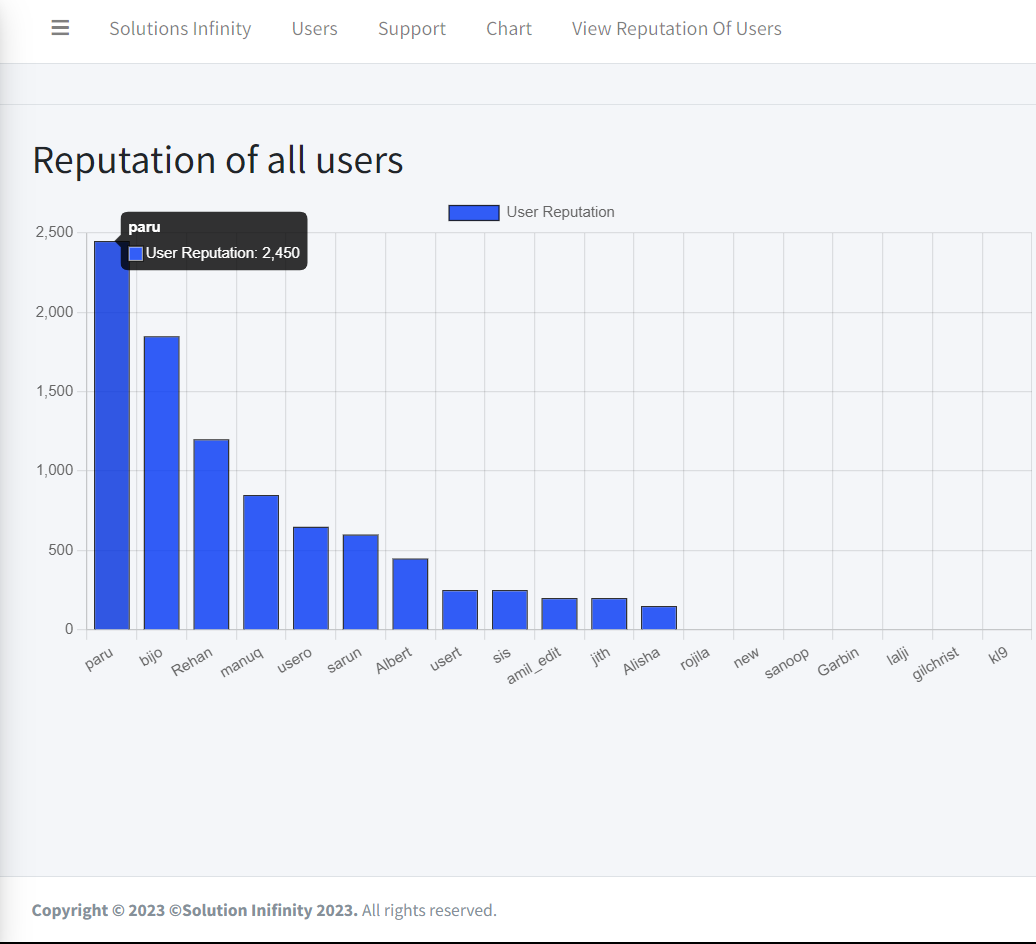 Solutions Infinity Users Support Chart View Reputation Of Users
Reputation of all users
User Reputation
paru
User Reputation: 2,450
2,500
2,000
1,500
1,000
500
0
paru bijo Rehan manuq usero sarun Albert usert sis amil_edit jith Alisha rojila new sanoop Garbin lalji gilchrist kl9
Copyright © 2023 ©Solution Inifinity 2023. All rights reserved.